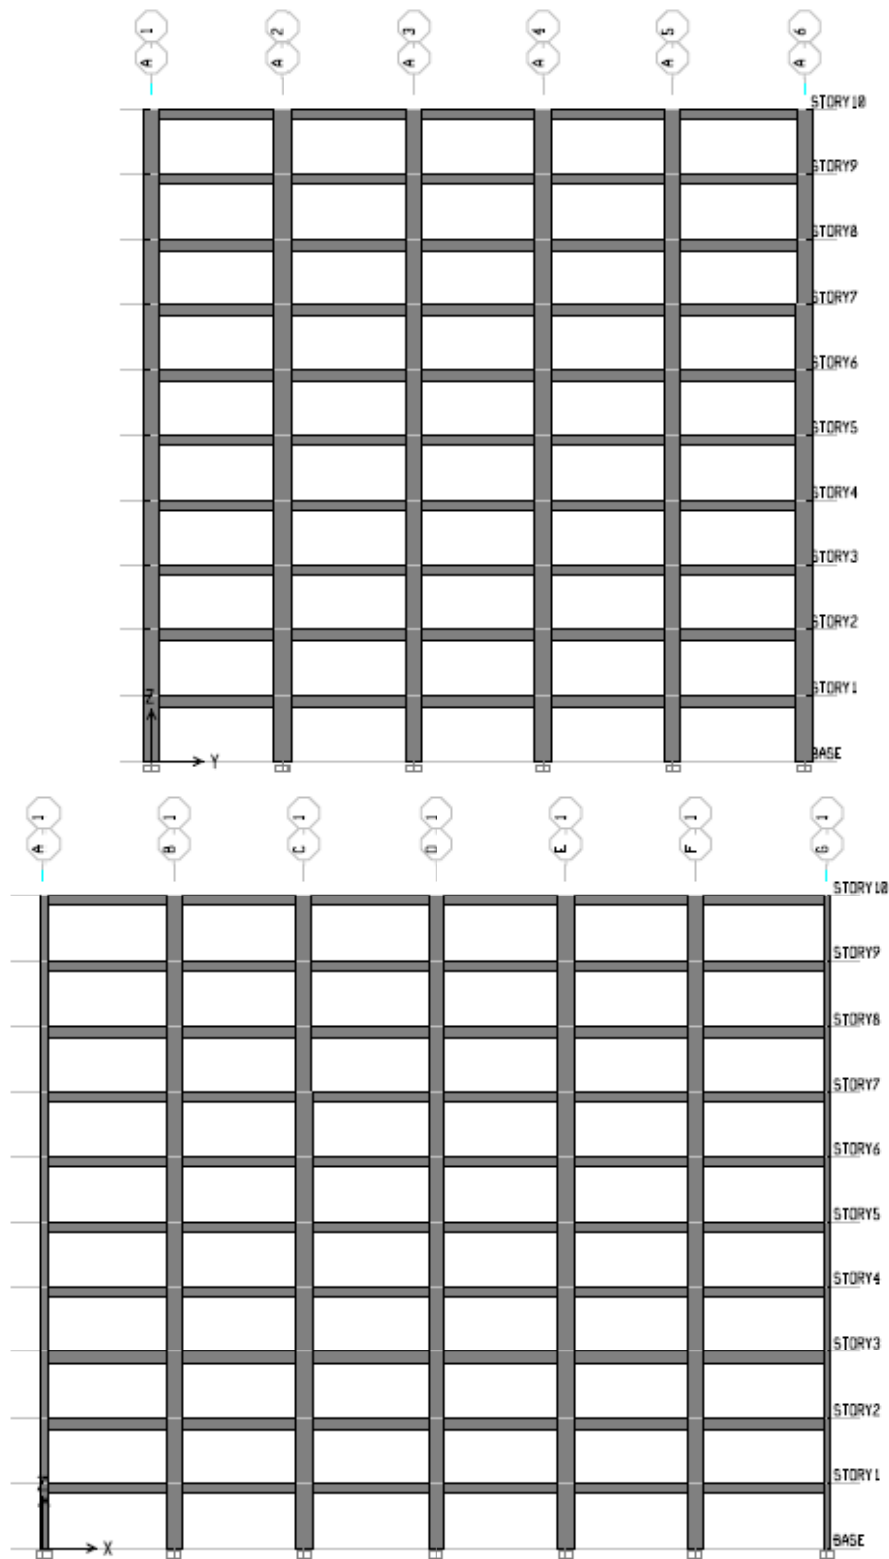 1 2 3 4 5 6
A A A A A A
STORY10
STORY9
STORY8
STORY7
STORY6
STORY5
STORY4
STORY3
STORY2
STORY1
Z
Y
BASE
1 1 1 1 1 1 1
A B C D E F G
STORY10
STORY9
STORY8
STORY7
STORY6
STORY5
STORY4
STORY3
STORY2
STORY1
X
BASE